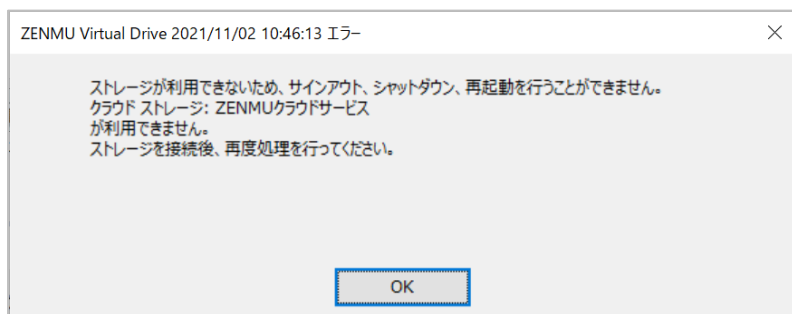 ZENMU Virtual Drive 2021/11/02 10:46:13 エラー
ストレージが利用できないため、サインアウト、シャットダウン、再起動を行うことができません。
クラウド ストレージ: ZENMUクラウドサービス
が利用できません。
ストレージを接続後、再度処理を行ってください。
OK